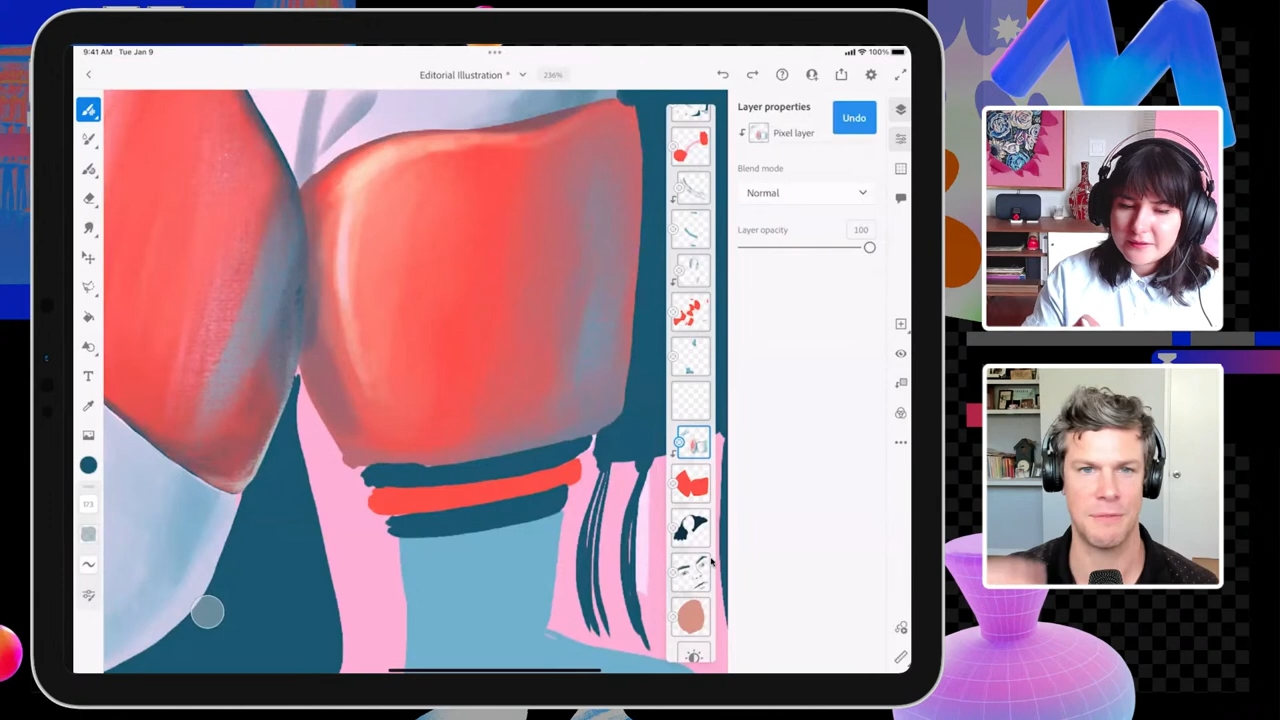 9:41 AM Tue Jan 9
100%
Editorial Illustration *
236%
Layer properties
Undo
Pixel layer
Blend mode
Normal
Layer opacity
100
T
173